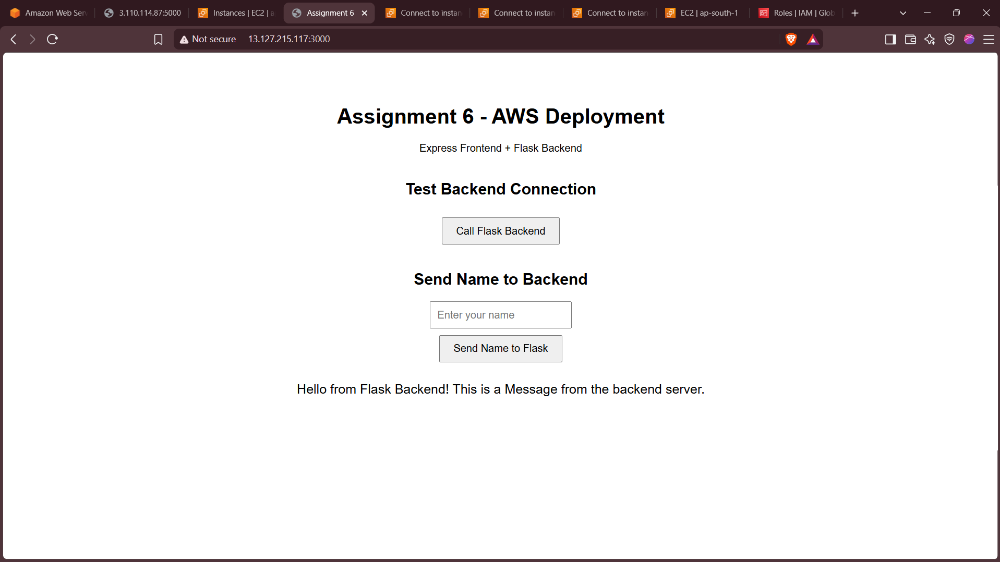 Amazon Web Serv
3.110.114.87:5000
Instances | EC2 | a
Assignment 6
Connect to instan
Connect to instan
Connect to instan
EC2 | ap-south-1
Roles | IAM | Glob
Not secure
13.127.215.117:3000
Assignment 6 - AWS Deployment
Express Frontend + Flask Backend
Test Backend Connection
Call Flask Backend
Send Name to Backend
Enter your name
Send Name to Flask
Hello from Flask Backend! This is a Message from the backend server.